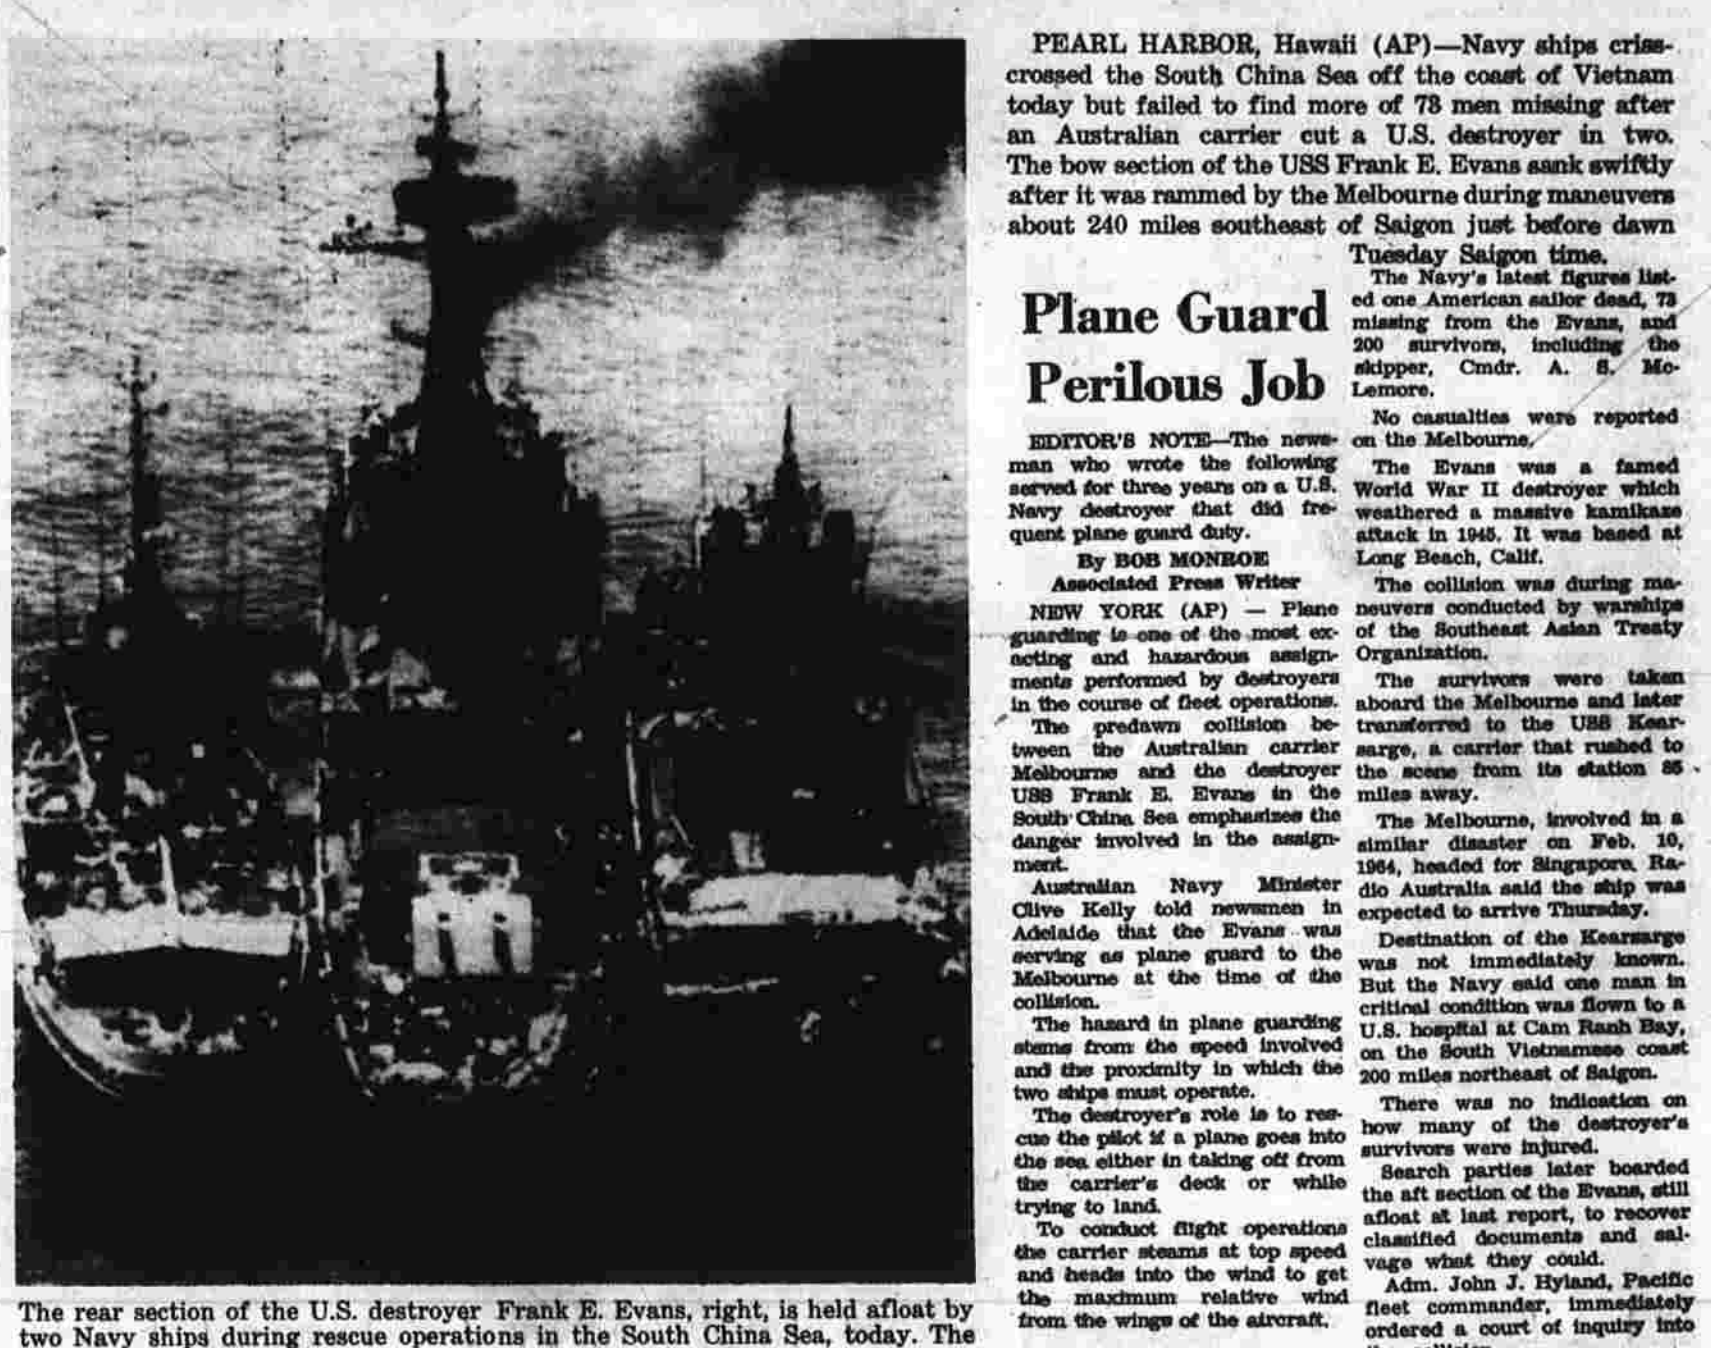 PEARL HARBOR, Hawaii (AP)—Navy ships criss-
crossed the South China Sea off the coast of Vietnam
today but failed to find more of 73 men missing after
an Australian carrier cut a U.S. destroyer in two.
The bow section of the USS Frank E. Evans sank swiftly
after it was rammed by the Melbourne during maneuvers
about 240 miles southeast of Saigon just before dawn
Tuesday Saigon time.
The Navy's latest figures list-
ed one American sailor dead, 73
missing from the Evans, and
200 survivors, including the
skipper, Cmdr. A. S. Mc-
Lemore.
No casualties were reported
on the Melbourne.
The Evans was a famed
World War II destroyer which
weathered a massive kamikaze
attack in 1945. It was based at
Long Beach, Calif.
The collision was during ma-
neuvers conducted by warships
of the Southeast Asian Treaty
Organization.
The survivors were taken
aboard the Melbourne and later
transferred to the USS Kear-
sarge, a carrier that rushed to
the scene from its station 85
miles away.
The Melbourne, involved in a
similar disaster on Feb. 10,
1964, headed for Singapore. Ra-
dio Australia said the ship was
expected to arrive Thursday.
Destination of the Kearsarge
was not immediately known.
But the Navy said one man in
critical condition was flown to a
U.S. hospital at Cam Ranh Bay,
on the South Vietnamese coast
200 miles northeast of Saigon.
There was no indication on
how many of the destroyer's
survivors were injured.
Search parties later boarded
the aft section of the Evans, still
afloat at last report, to recover
classified documents and sal-
vage what they could.
Adm. John J. Hyland, Pacific
fleet commander, immediately
ordered a court of inquiry into
Plane Guard
Perilous Job
EDITOR'S NOTE—The news-
man who wrote the following
served for three years on a U.S.
Navy destroyer that did fre-
quent plane guard duty.
By BOB MONROE
Associated Press Writer
NEW YORK (AP) — Plane
guarding is one of the most ex-
acting and hazardous assign-
ments performed by destroyers
in the course of fleet operations.
The predawn collision be-
tween the Australian carrier
Melbourne and the destroyer
USS Frank E. Evans in the
South China Sea emphasizes the
danger involved in the assign-
ment.
Australian Navy Minister
Clive Kelly told newsmen in
Adelaide that the Evans was
serving as plane guard to the
Melbourne at the time of the
collision.
The hazard in plane guarding
stems from the speed involved
and the proximity in which the
two ships must operate.
The destroyer's role is to res-
cue the pilot if a plane goes into
the sea either in taking off from
the carrier's deck or while
trying to land.
To conduct flight operations
the carrier steams at top speed
and heads into the wind to get
the maximum relative wind
from the wings of the aircraft.
The rear section of the U.S. destroyer Frank E. Evans, right, is held afloat by
two Navy ships during rescue operations in the South China Sea, today. The